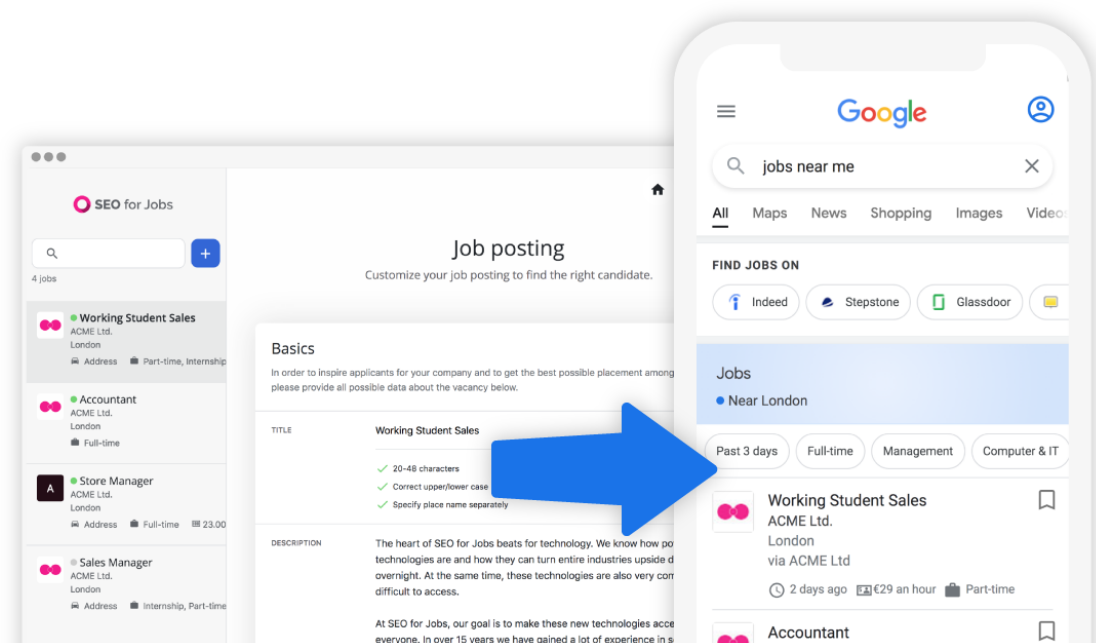 SEO for Jobs
4 jobs
Working Student Sales
ACME Ltd.
London
Address Part-time, Internship
Accountant
ACME Ltd.
London
Full-time
A
Store Manager
ACME Ltd.
London
Address Full-time 23.00
Sales Manager
ACME Ltd.
London
Address Internship, Part-time
Job posting
Customize your job posting to find the right candidate.
Basics
In order to inspire applicants for your company and to get the best possible placement among
please provide all possible data about the vacancy below.
TITLE
Working Student Sales
20-48 characters
Correct upper/lower case
Specify place name separately
DESCRIPTION
The heart of SEO for Jobs beats for technology. We know how po
technologies are and how they can turn entire industries upside d
overnight. At the same time, these technologies are also very com
difficult to access.
At SEO for Jobs, our goal is to make these new technologies acce
everyone. In over 15 years we have gained a lot of experience in s
Google
jobs near me
All Maps News Shopping Images Videos
FIND JOBS ON
Indeed Stepstone Glassdoor
Jobs
Near London
Past 3 days Full-time Management Computer & IT
Working Student Sales
ACME Ltd.
London
via ACME Ltd
2 days ago €29 an hour Part-time
Accountant